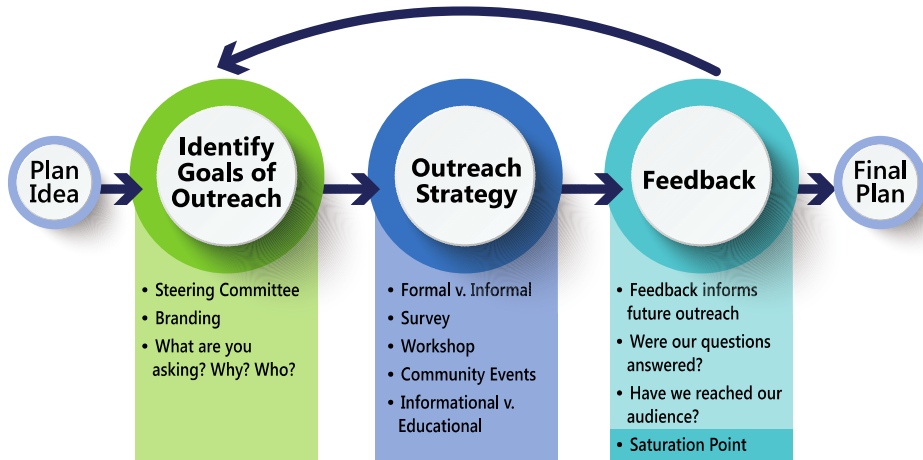 Plan
Idea
Identify
Goals of
Outreach
• Steering Committee
• Branding
• What are you
asking? Why? Who?
Outreach
Strategy
• Formal v. Informal
• Survey
• Workshop
• Community Events
• Informational v.
Educational
Feedback
• Feedback informs
future outreach
• Were our questions
answered?
• Have we reached our
audience?
• Saturation Point
Final
Plan